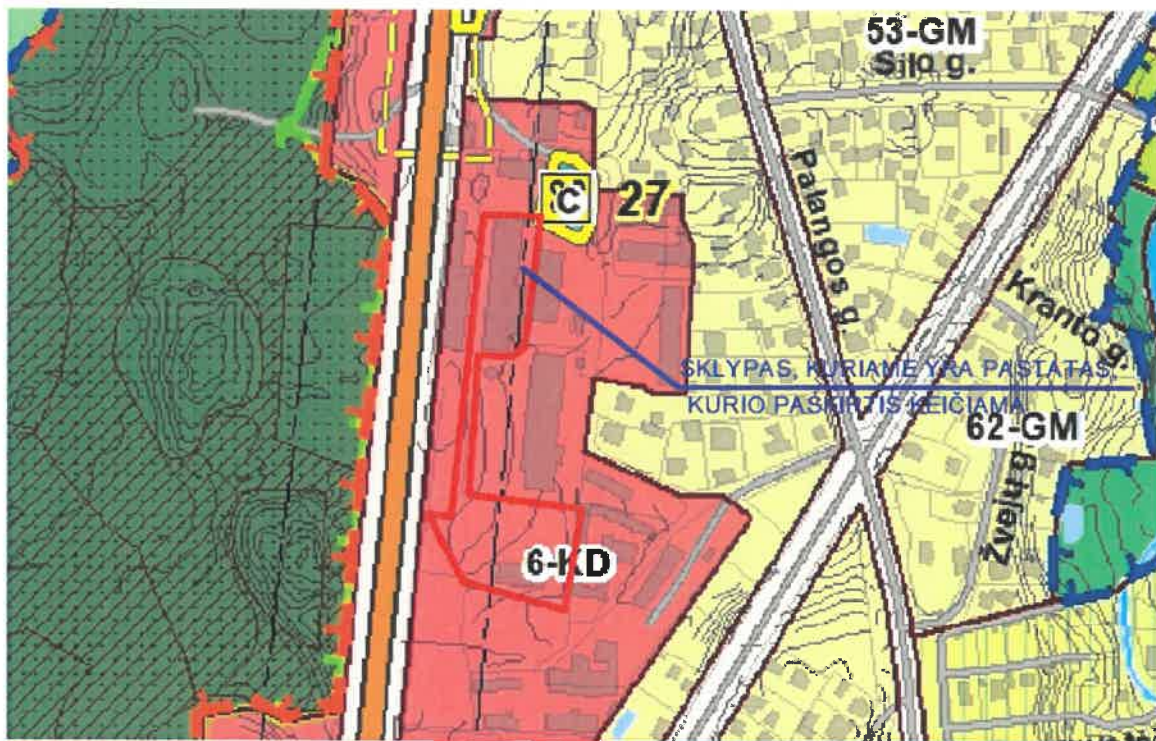 53-GM
Šilo g.
C
27
Palangos g.
Kranto g.
SKLYPAS, KURIAME YRA PASTATAS,
KURIO PASKIRTIS KEIČIAMA
62-GM
Žvejų g.
6-KD